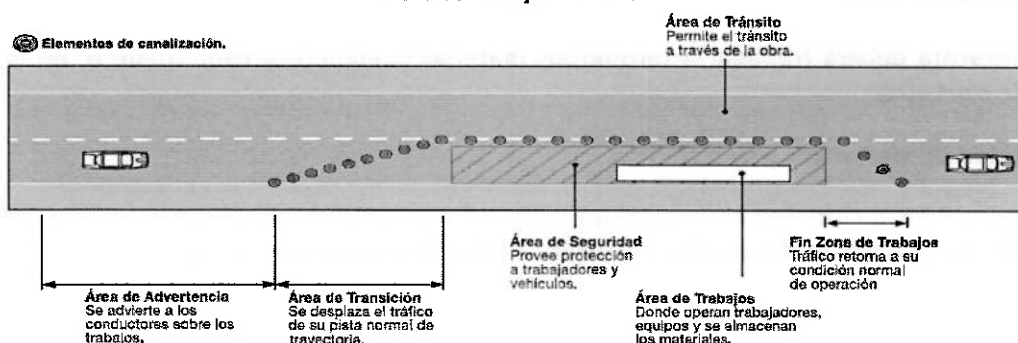 Elementos de canalización.
Área de Tránsito
Permite el tránsito
a través de la obra.
Área de Advertencia
Se advierte a los
conductores sobre los
trabajos.
Área de Transición
Se desplaza el tráfico
de su pista normal de
trayectoria.
Área de Seguridad
Provee protección
a trabajadores y
vehículos.
Área de Trabajos
Donde operan trabajadores,
equipos y se almacenan
los materiales.
Fin Zona de Trabajos
Tráfico retorna a su
condición normal
de operación